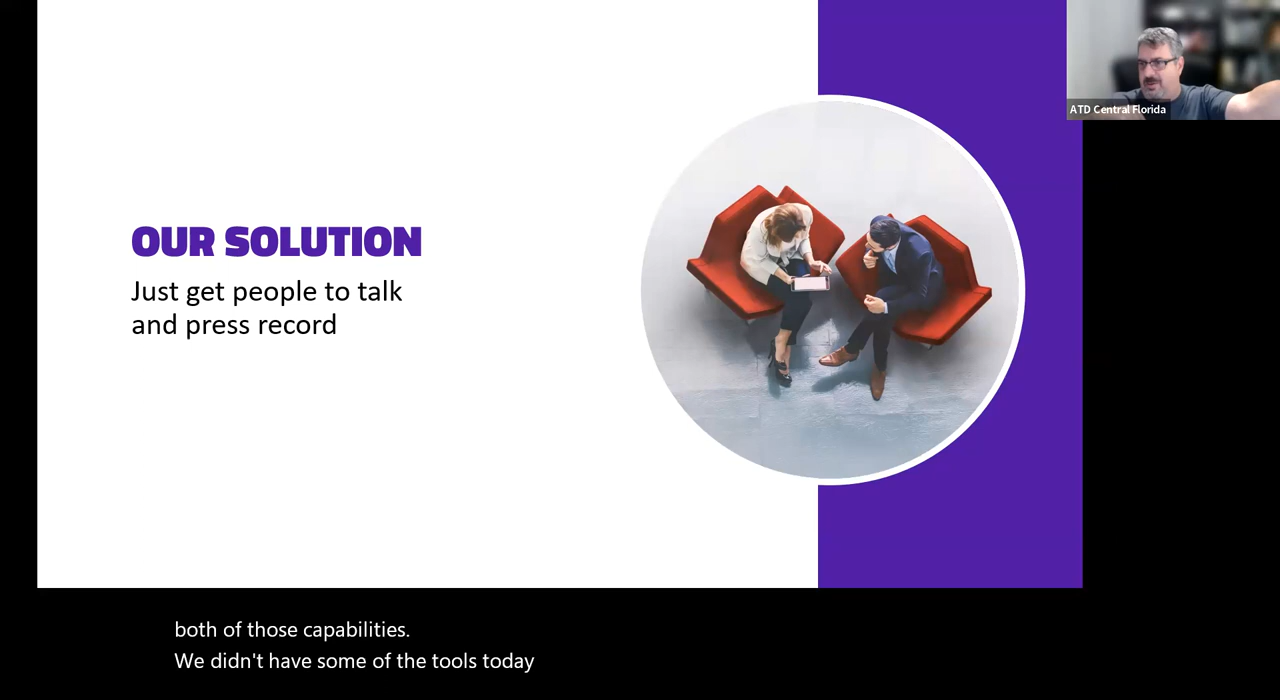 ATD Central Florida
OUR SOLUTION
Just get people to talk
and press record
both of those capabilities.
We didn't have some of the tools today